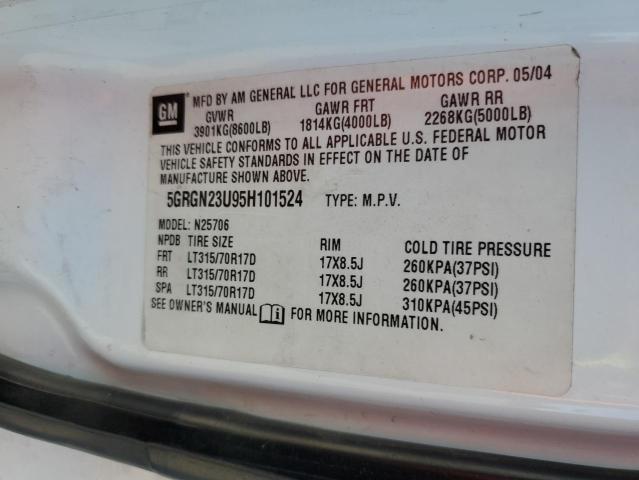 GM
MFD BY AM GENERAL LLC FOR GENERAL MOTORS CORP. 05/04
GVWR GAWR FRT GAWR RR
3901KG(8600LB) 1814KG(4000LB) 2268KG(5000LB)
THIS VEHICLE CONFORMS TO ALL APPLICABLE U.S. FEDERAL MOTOR
VEHICLE SAFETY STANDARDS IN EFFECT ON THE DATE OF
MANUFACTURE SHOWN ABOVE.
5GRGN23U95H101524 TYPE: M.P.V.
MODEL: N25706
NPDB TIRE SIZE RIM COLD TIRE PRESSURE
FRT LT315/70R17D 17X8.5J 260KPA(37PSI)
RR LT315/70R17D 17X8.5J 260KPA(37PSI)
SPA LT315/70R17D 17X8.5J 310KPA(45PSI)
SEE OWNER'S MANUAL FOR MORE INFORMATION.